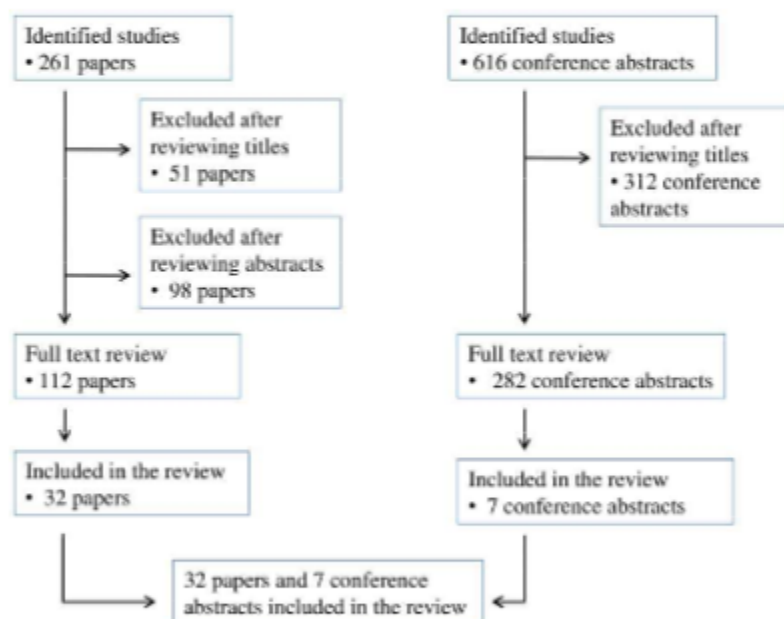 Identified studies
• 261 papers
Excluded after
reviewing titles
• 51 papers
Excluded after
reviewing abstracts
• 98 papers
Full text review
• 112 papers
Included in the review
• 32 papers
Identified studies
• 616 conference abstracts
Excluded after
reviewing titles
• 312 conference
abstracts
Full text review
• 282 conference abstracts
Included in the review
• 7 conference abstracts
32 papers and 7 conference
abstracts included in the review